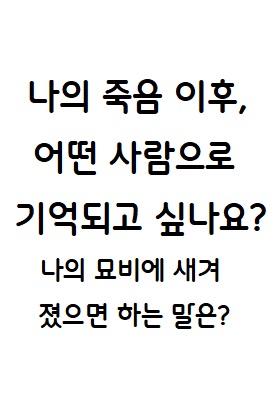 나의 죽음 이후,
어떤 사람으로
기억되고 싶나요?
나의 묘비에 새겨
졌으면 하는 말은?